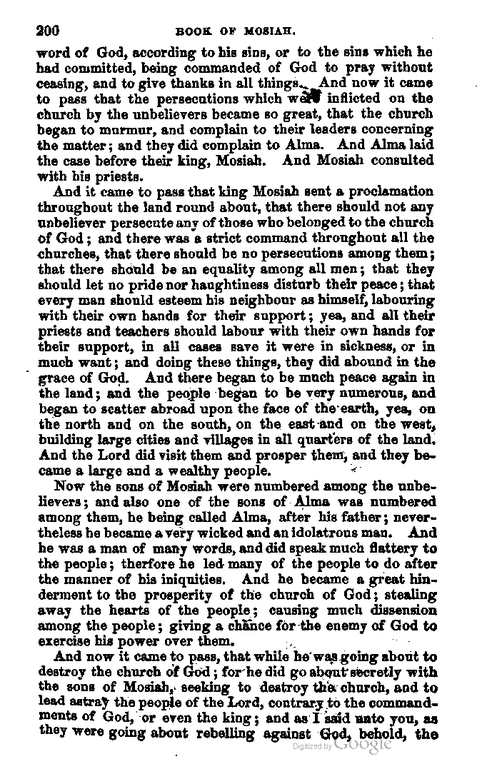 200 BOOK OF MOSIAH.
word of God, according to his sins, or to the sins which he
had committed, being commanded of God to pray without
ceasing, and to give thanks in all things. And now it came
to pass that the persecutions which were inflicted on the
church by the unbelievers became so great, that the church
began to murmur, and complain to their leaders concerning
the matter; and they did complain to Alma. And Alma laid
the case before their king, Mosiah. And Mosiah consulted
with his priests.
And it came to pass that king Mosiah sent a proclamation
throughout the land round about, that there should not any
unbeliever persecute any of those who belonged to the church
of God; and there was a strict command throughout all the
churches, that there should be no persecutions among them;
that there should be an equality among all men; that they
should let no pride nor haughtiness disturb their peace; that
every man should esteem his neighbour as himself, labouring
with their own hands for their support; yea, and all their
priests and teachers should labour with their own hands for
their support, in all cases save it were in sickness, or in
much want; and doing these things, they did abound in the
grace of God. And there began to be much peace again in
the land; and the people began to be very numerous, and
began to scatter abroad upon the face of the earth, yea, on
the north and on the south, on the east and on the west,
building large cities and villages in all quarters of the land.
And the Lord did visit them and prosper them, and they be-
came a large and a wealthy people.
Now the sons of Mosiah were numbered among the unbe-
lievers; and also one of the sons of Alma was numbered
among them, he being called Alma, after his father; never-
theless he became a very wicked and an idolatrous man. And
he was a man of many words, and did speak much flattery to
the people; therfore he led many of the people to do after
the manner of his iniquities. And he became a great hin-
derment to the prosperity of the church of God; stealing
away the hearts of the people; causing much dissension
among the people; giving a chance for the enemy of God to
exercise his power over them.
And now it came to pass, that while he was going about to
destroy the church of God; for he did go about secretly with
the sons of Mosiah, seeking to destroy the church, and to
lead astray the people of the Lord, contrary to the command-
ments of God, or even the king; and as I said unto you, as
they were going about rebelling against God, behold, the
Digitized by Google